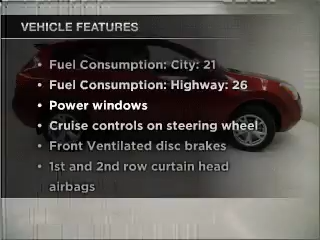 VEHICLE FEATURES
• Fuel Consumption: City: 21
• Fuel Consumption: Highway: 26
• Power windows
• Cruise controls on steering wheel
• Front Ventilated disc brakes
• 1st and 2nd row curtain head
airbags